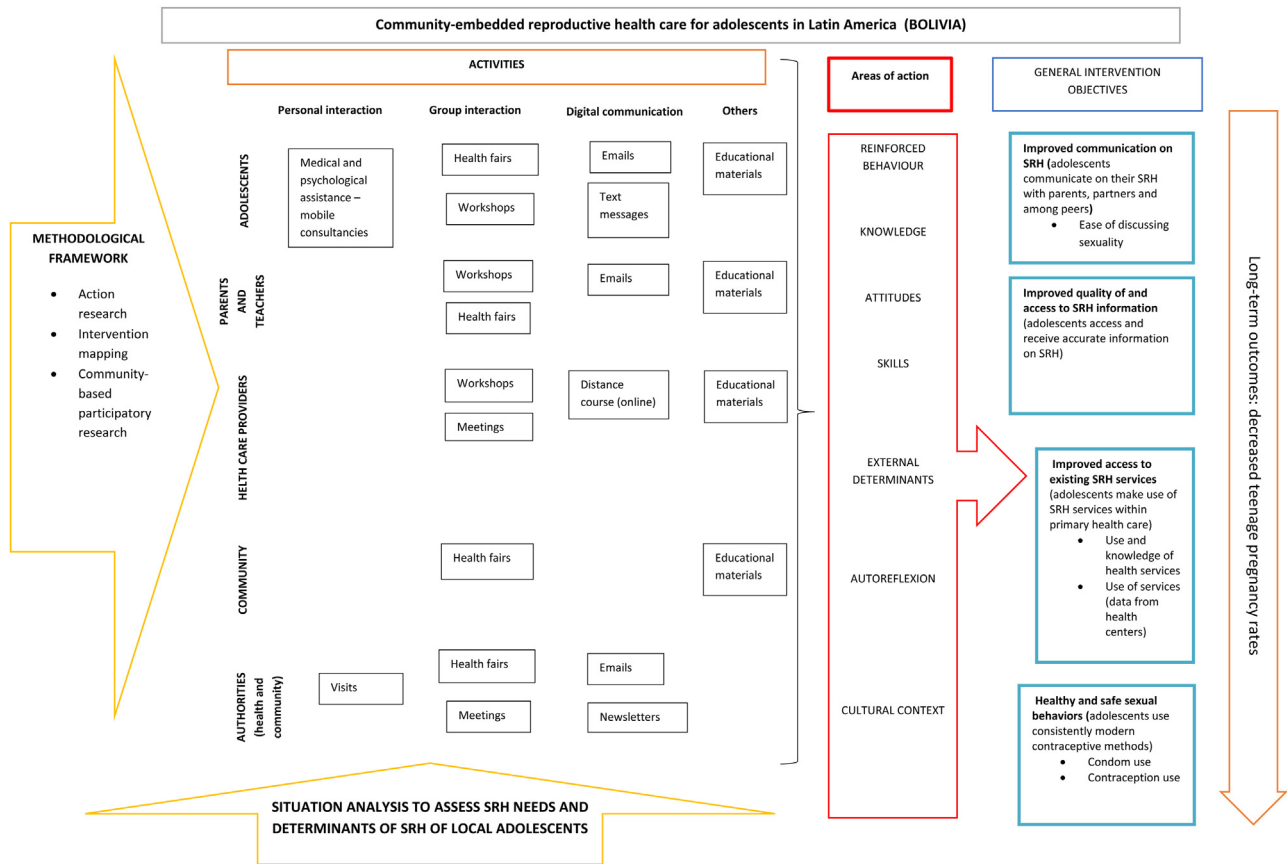 Community-embedded reproductive health care for adolescents in Latin America (BOLIVIA)
METHODOLOGICAL
FRAMEWORK
• Action
research
• Intervention
mapping
• Community-
based
participatory
research
ACTIVITIES
Personal interaction
Group interaction
Digital communication
Others
ADOLESCENTS
Medical and
psychological
assistance –
mobile
consultancies
Health fairs
Workshops
Emails
Text
messages
Educational
materials
PARENTS
AND
TEACHERS
Workshops
Health fairs
Emails
Educational
materials
HELTH CARE PROVIDERS
Workshops
Meetings
Distance
course (online)
Educational
materials
COMMUNITY
Health fairs
Educational
materials
AUTHORITIES
(health and
community)
Visits
Health fairs
Meetings
Emails
Newsletters
SITUATION ANALYSIS TO ASSESS SRH NEEDS AND
DETERMINANTS OF SRH OF LOCAL ADOLESCENTS
Areas of action
REINFORCED
BEHAVIOUR
KNOWLEDGE
ATTITUDES
SKILLS
EXTERNAL
DETERMINANTS
AUTOREFLEXION
CULTURAL CONTEXT
GENERAL INTERVENTION
OBJECTIVES
Improved communication on
SRH (adolescents
communicate on their SRH
with parents, partners and
among peers)
• Ease of discussing
sexuality
Improved quality of and
access to SRH information
(adolescents access and
receive accurate information
on SRH)
Improved access to
existing SRH services
(adolescents make use of
SRH services within
primary health care)
• Use and
knowledge of
health services
• Use of services
(data from
health
centers)
Healthy and safe sexual
behaviors (adolescents use
consistently modern
contraceptive methods)
• Condom use
• Contraception use
Long-term outcomes: decreased teenage pregnancy rates